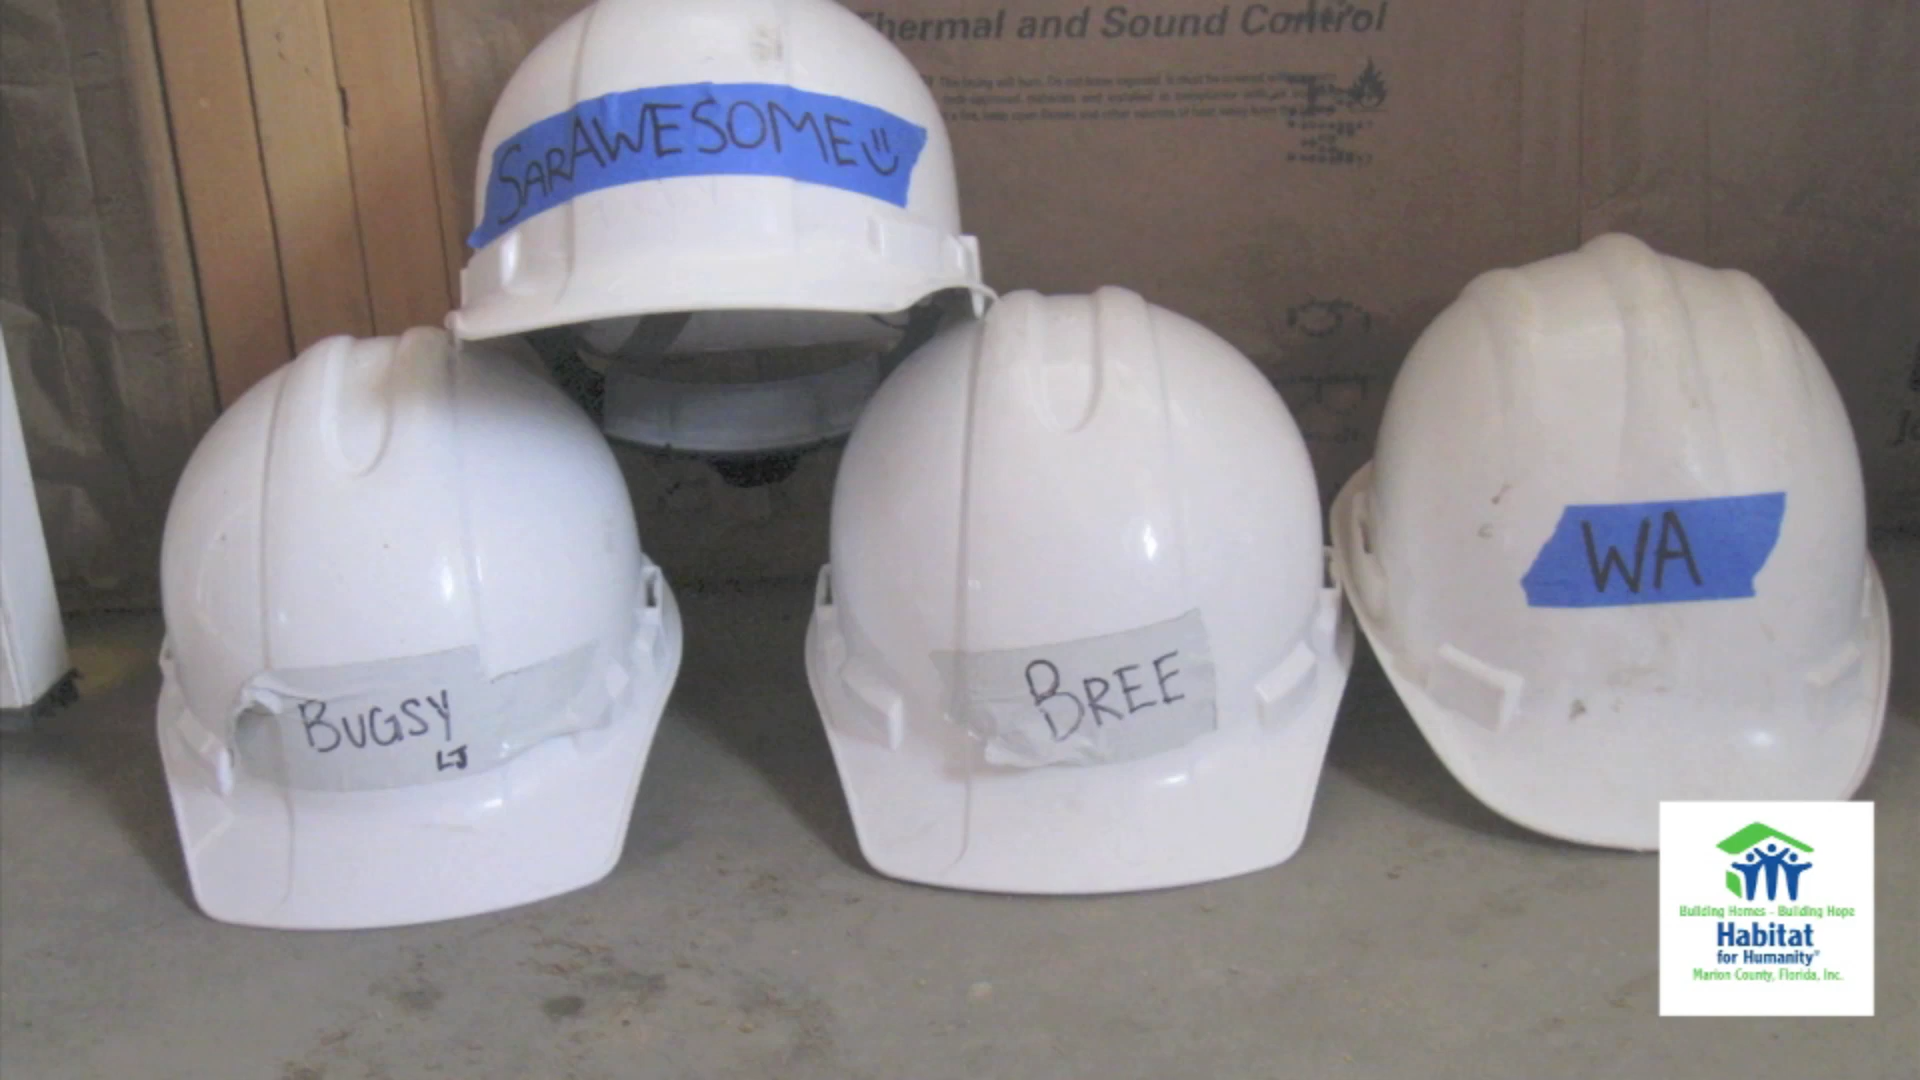 Thermal and Sound Control
SARAWESOME
BUGSY
LJ
BREE
WA
Building Homes - Building Hope
Habitat
for Humanity®
Marion County, Florida, Inc.